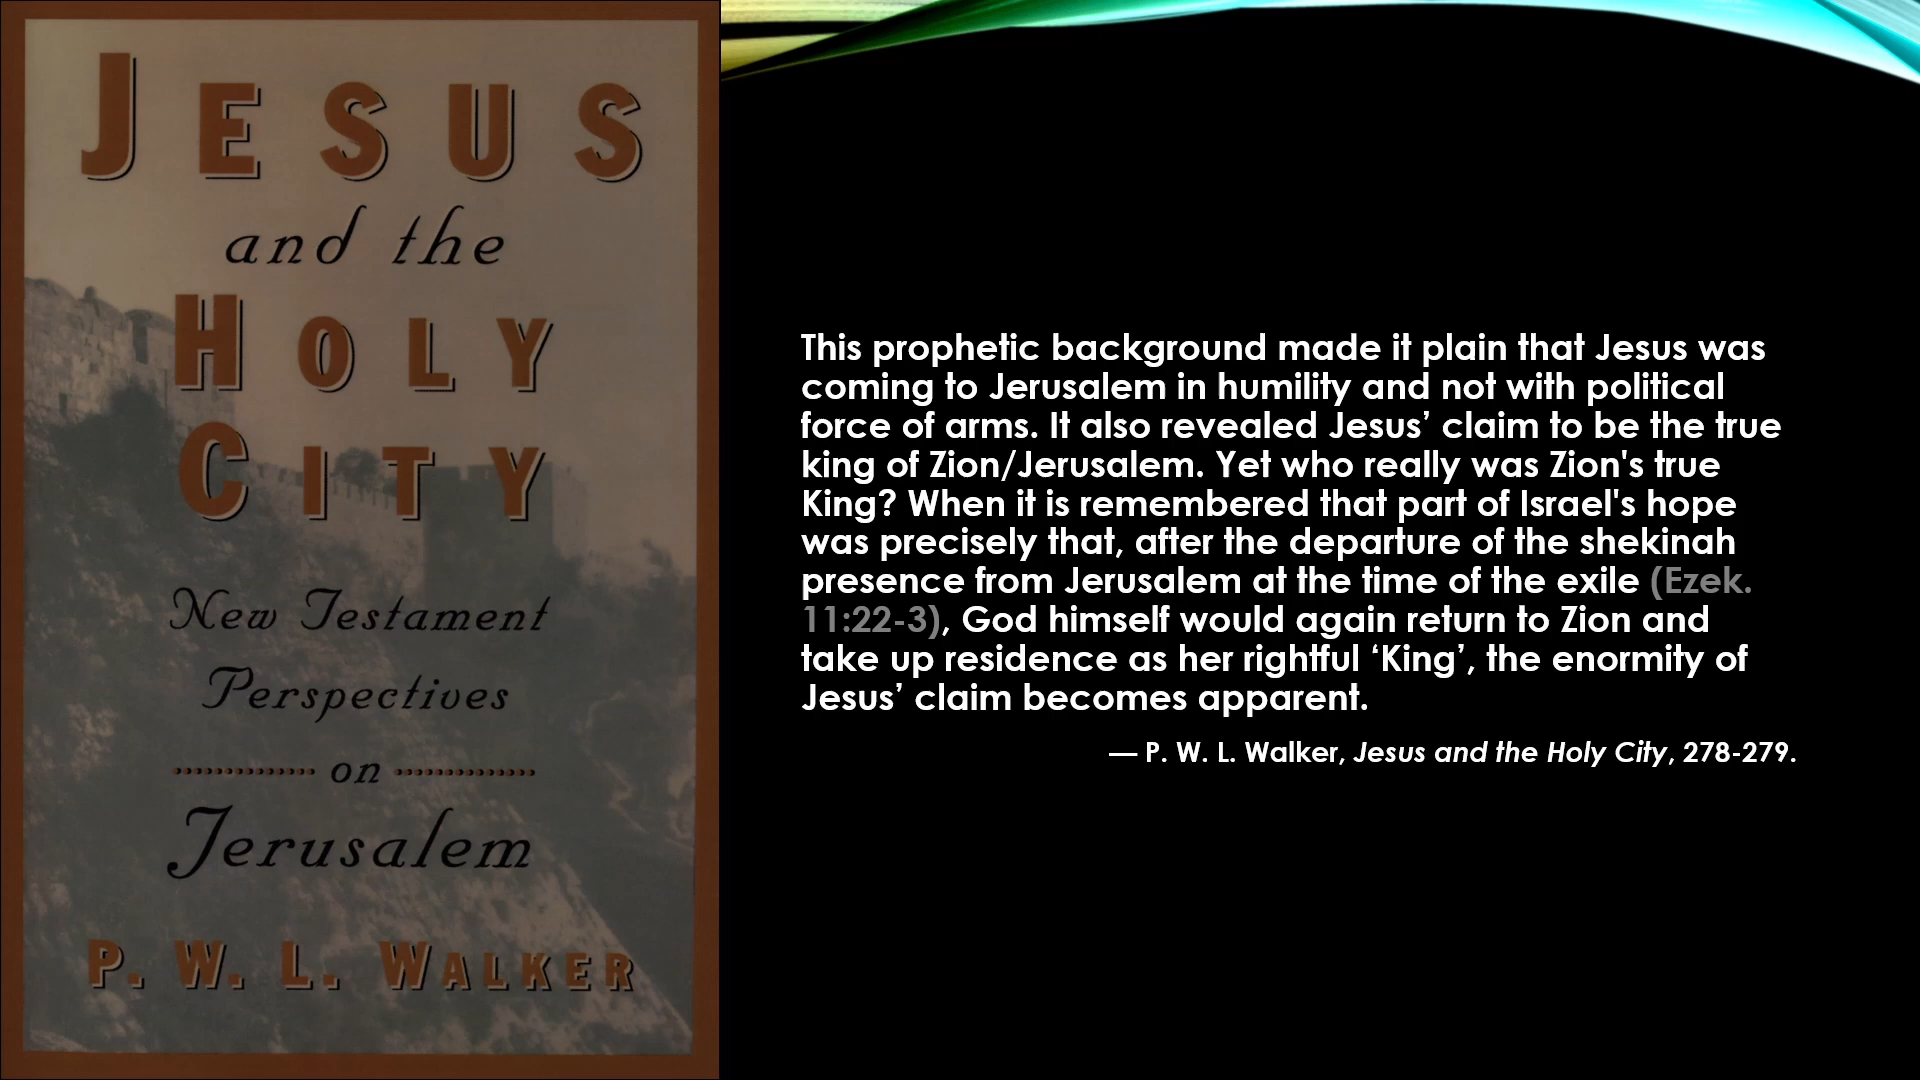 JESUS
and the
HOLY
CITY
New Testament
Perspectives
on
Jerusalem
P. W. L. WALKER
This prophetic background made it plain that Jesus was
coming to Jerusalem in humility and not with political
force of arms. It also revealed Jesus’ claim to be the true
king of Zion/Jerusalem. Yet who really was Zion's true
King? When it is remembered that part of Israel's hope
was precisely that, after the departure of the shekinah
presence from Jerusalem at the time of the exile (Ezek.
11:22-3), God himself would again return to Zion and
take up residence as her rightful ‘King’, the enormity of
Jesus’ claim becomes apparent.
— P. W. L. Walker, Jesus and the Holy City, 278-279.